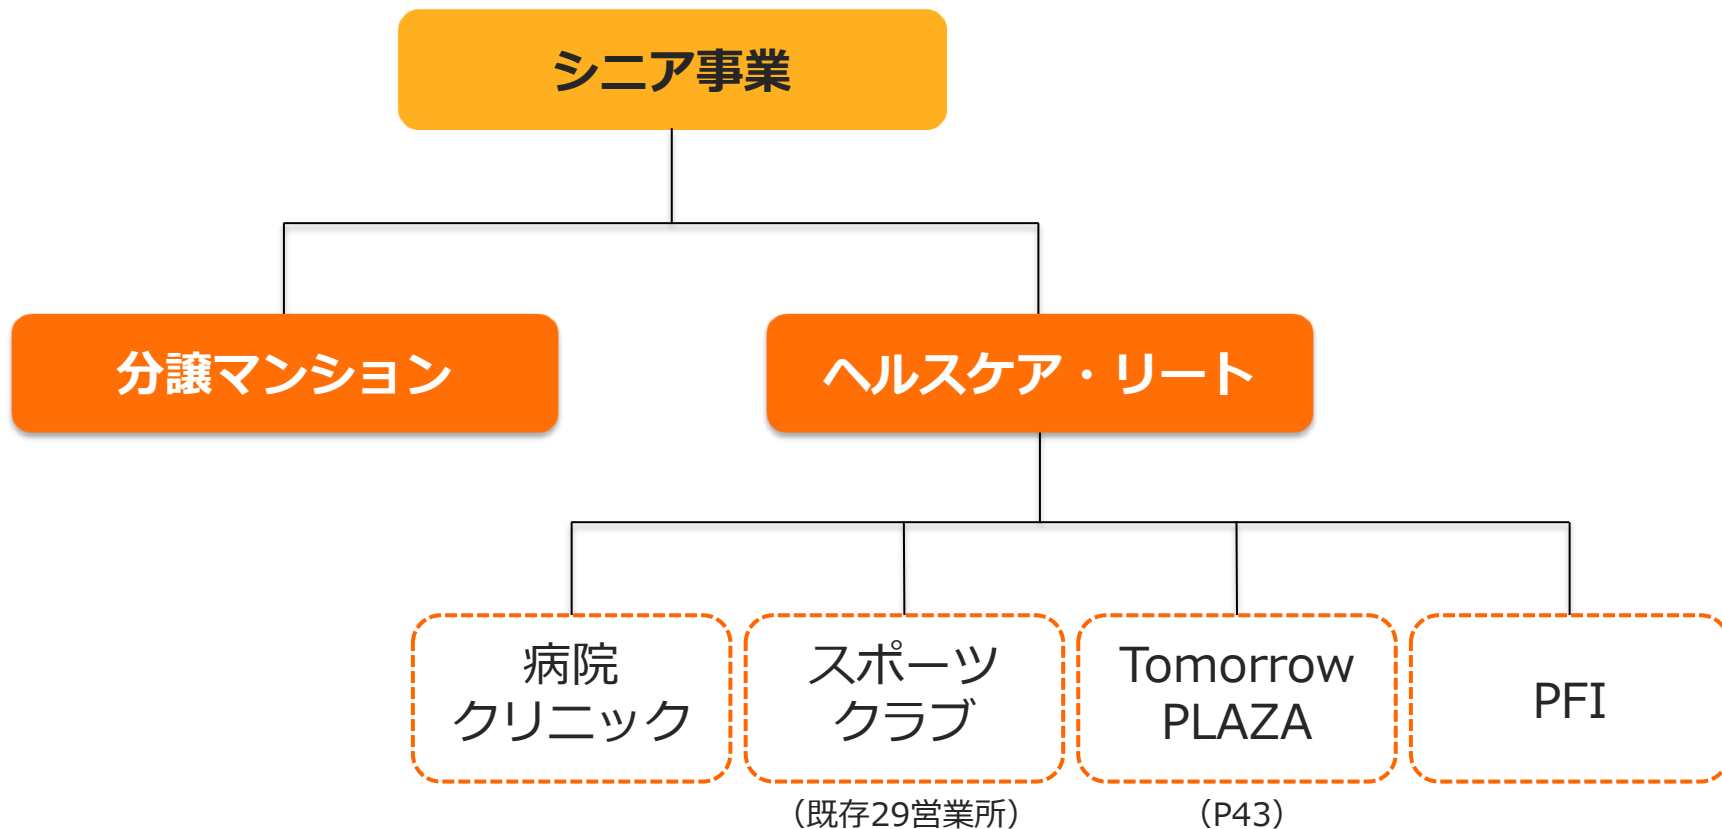 シニア事業
分譲マンション
ヘルスケア・リート
病院
クリニック
スポーツ
クラブ
Tomorrow
PLAZA
PFI
（既存29営業所）
（P43）